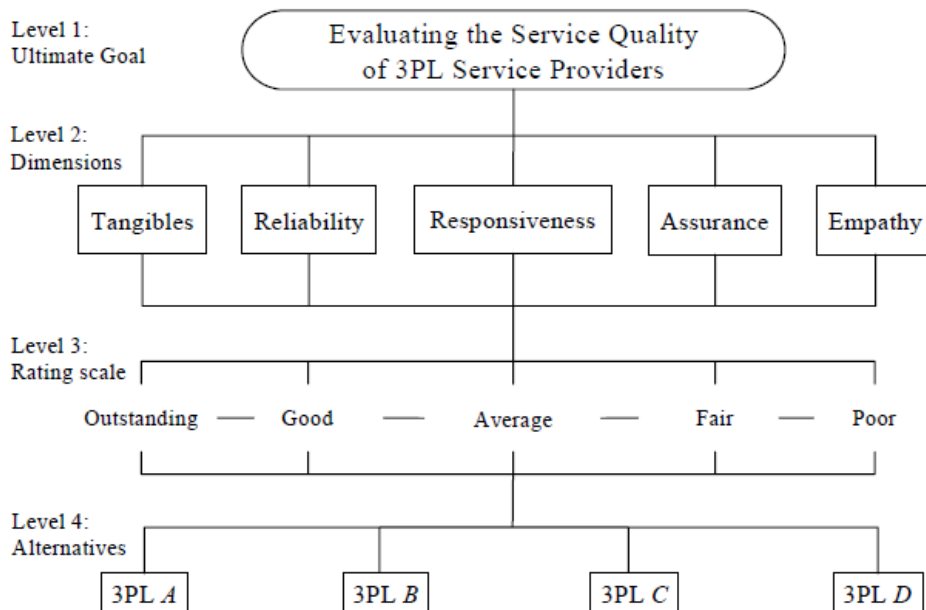 Level 1:
Ultimate Goal
Evaluating the Service Quality
of 3PL Service Providers
Level 2:
Dimensions
Tangibles
Reliability
Responsiveness
Assurance
Empathy
Level 3:
Rating scale
Outstanding
Good
Average
Fair
Poor
Level 4:
Alternatives
3PL A
3PL B
3PL C
3PL D